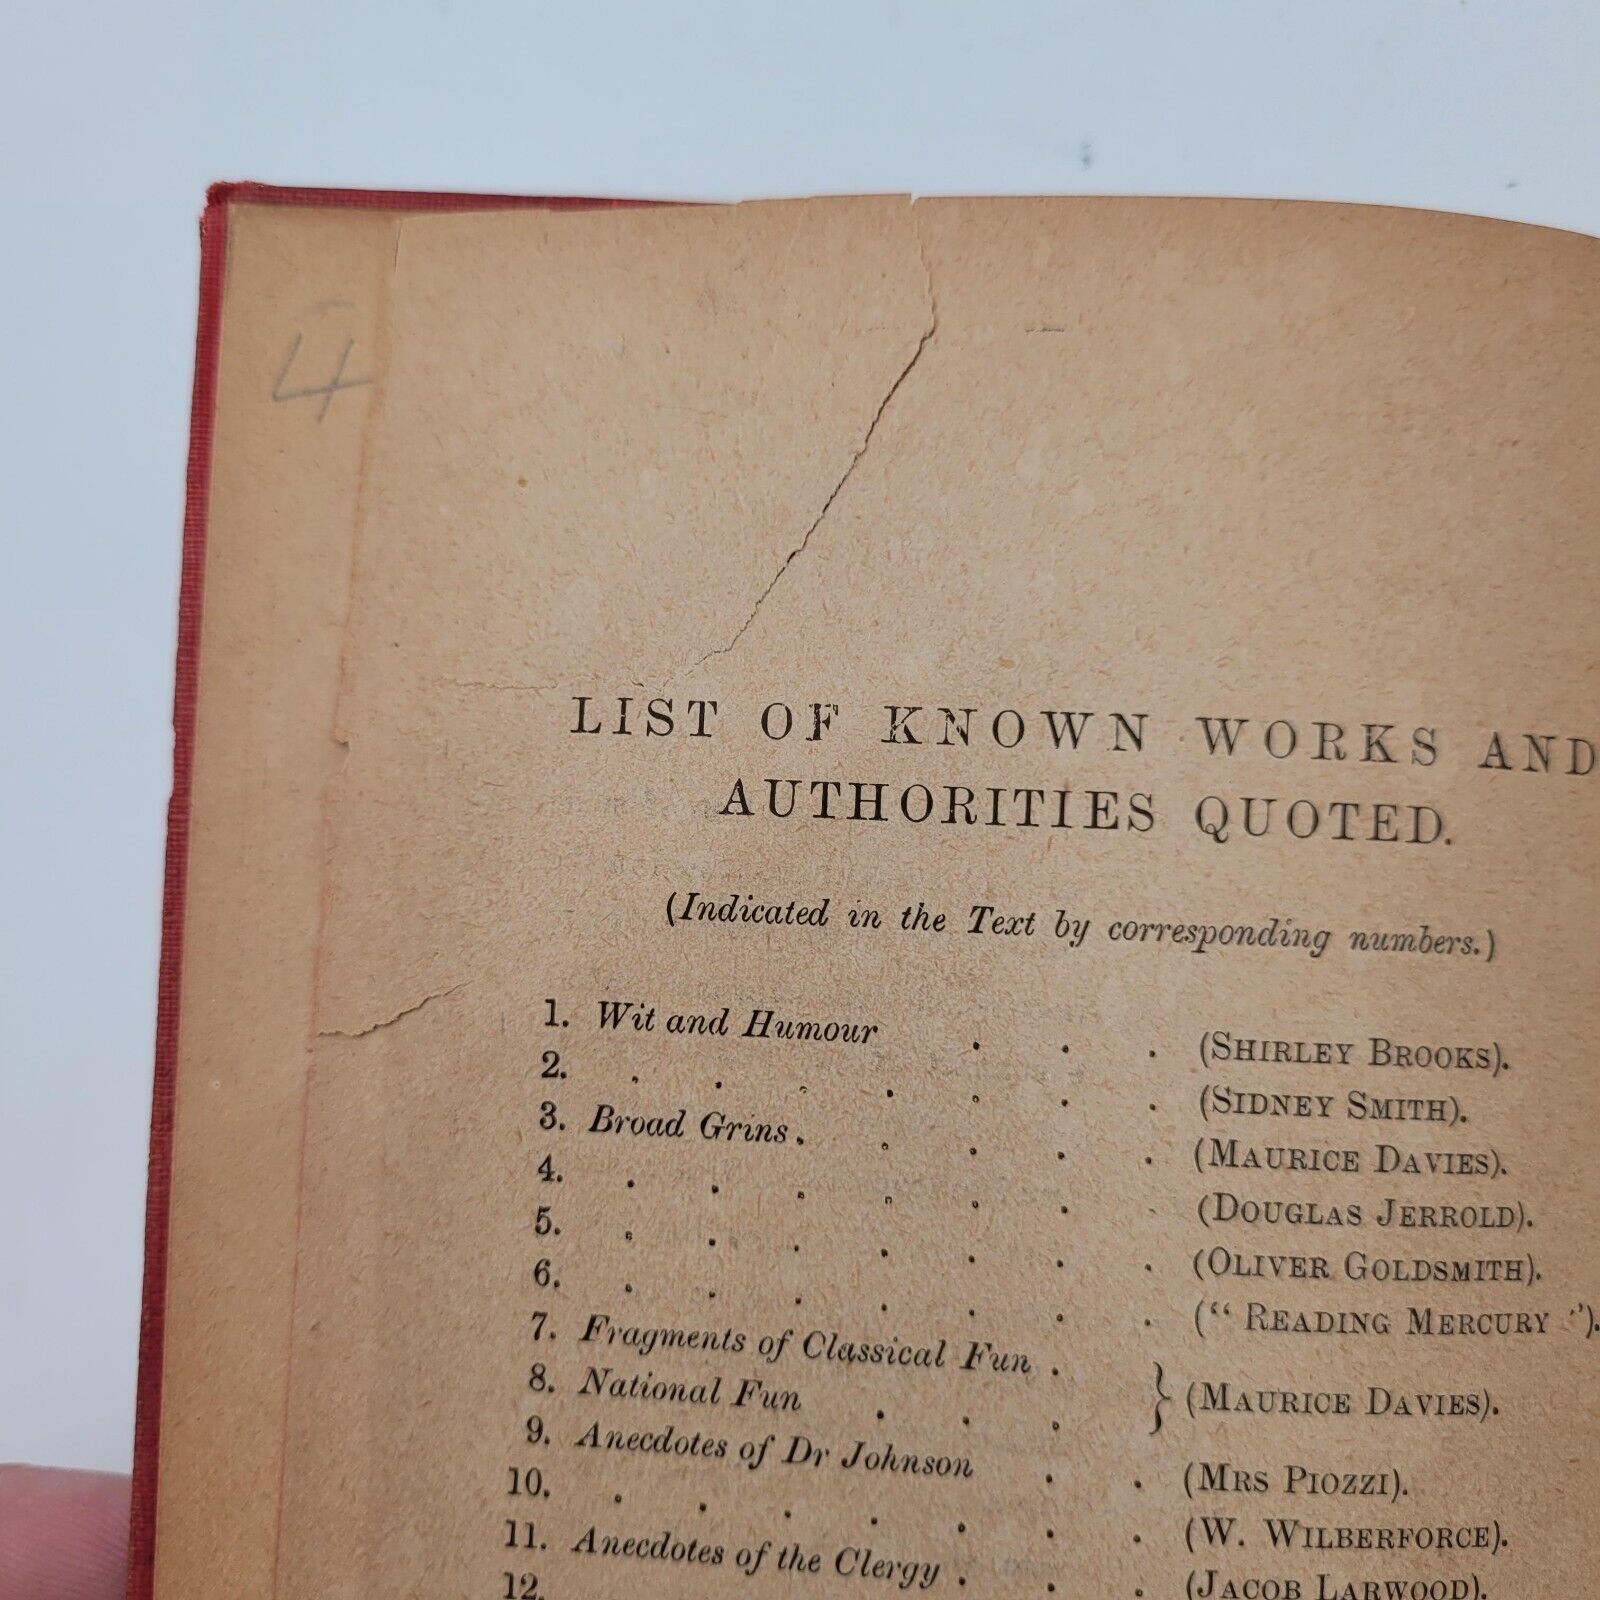 4
LIST OF KNOWN WORKS AND
AUTHORITIES QUOTED.
(Indicated in the Text by corresponding numbers.)
1. Wit and Humour . . . (SHIRLEY BROOKS).
2. . . . . . . . (SIDNEY SMITH).
3. Broad Grins . . . . . (MAURICE DAVIES).
4. . . . . . . . (DOUGLAS JERROLD).
5. . . . . . . . (OLIVER GOLDSMITH).
6. . . . . . . . (“ READING MERCURY ”).
7. Fragments of Classical Fun .
8. National Fun . . . } (MAURICE DAVIES).
9. Anecdotes of Dr Johnson . . (MRS PIOZZI).
10. . . . . . . . (W. WILBERFORCE).
11. Anecdotes of the Clergy . . . (JACOB LARWOOD).
12.